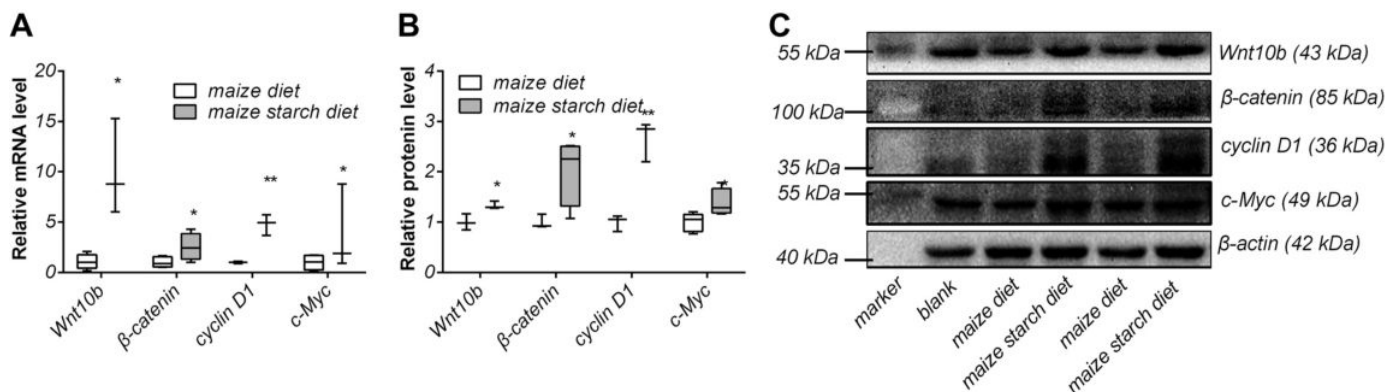 A
Relative mRNA level
20
15
10
5
0
maize diet
maize starch diet
*
*
**
*
Wnt10b
β-catenin
cyclin D1
c-Myc
B
Relative protenin level
4
3
2
1
0
maize diet
maize starch diet
*
*
**
*
Wnt10b
β-catenin
cyclin D1
c-Myc
C
55 kDa
Wnt10b (43 kDa)
100 kDa
β-catenin (85 kDa)
35 kDa
cyclin D1 (36 kDa)
55 kDa
c-Myc (49 kDa)
40 kDa
β-actin (42 kDa)
marker
blank
maize diet
maize starch diet
maize diet
maize starch diet